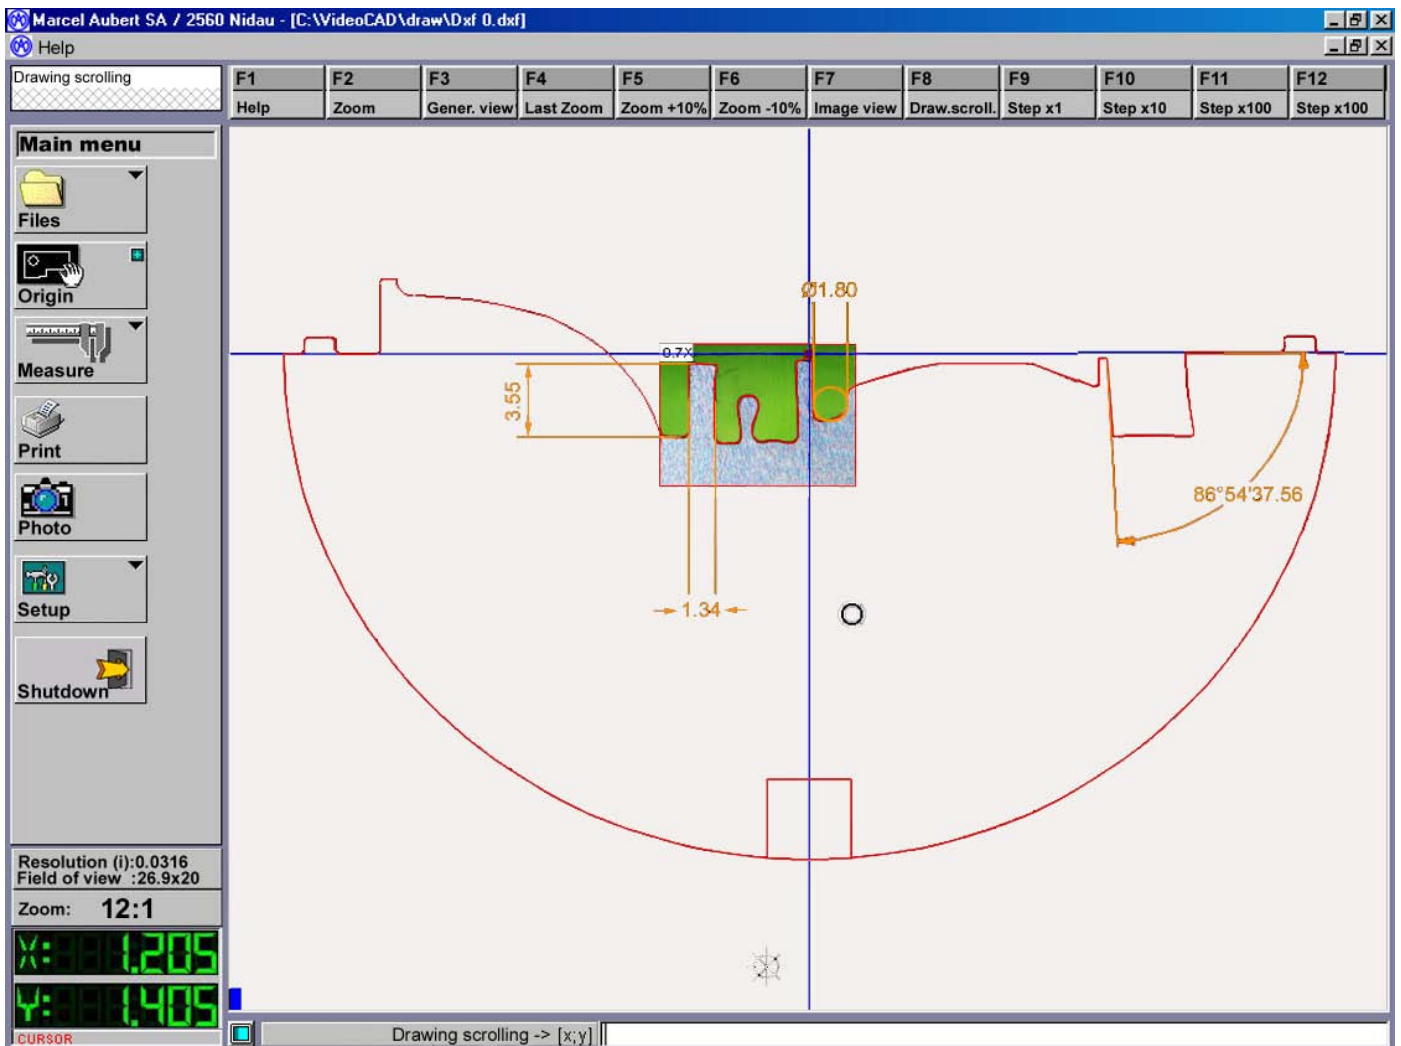 Marcel Aubert SA / 2560 Nidau - [C:\VideoCAD\draw\Dxf 0.dxf]
Help
Drawing scrolling
F1 F2 F3 F4 F5 F6 F7 F8 F9 F10 F11 F12
Help Zoom Gener. view Last Zoom Zoom +10% Zoom -10% Image view Draw.scroll. Step x1 Step x10 Step x100 Step x100
Main menu
Files
Origin
Measure
Print
Photo
Setup
Shutdown
Ø1.80
0.7X
3.55
86°54'37.56
1.34
Resolution (i):0.0316
Field of view :26.9x20
Zoom: 12:1
X: 1.205
Y: 1.405
CURSOR
Drawing scrolling -> [x;y]